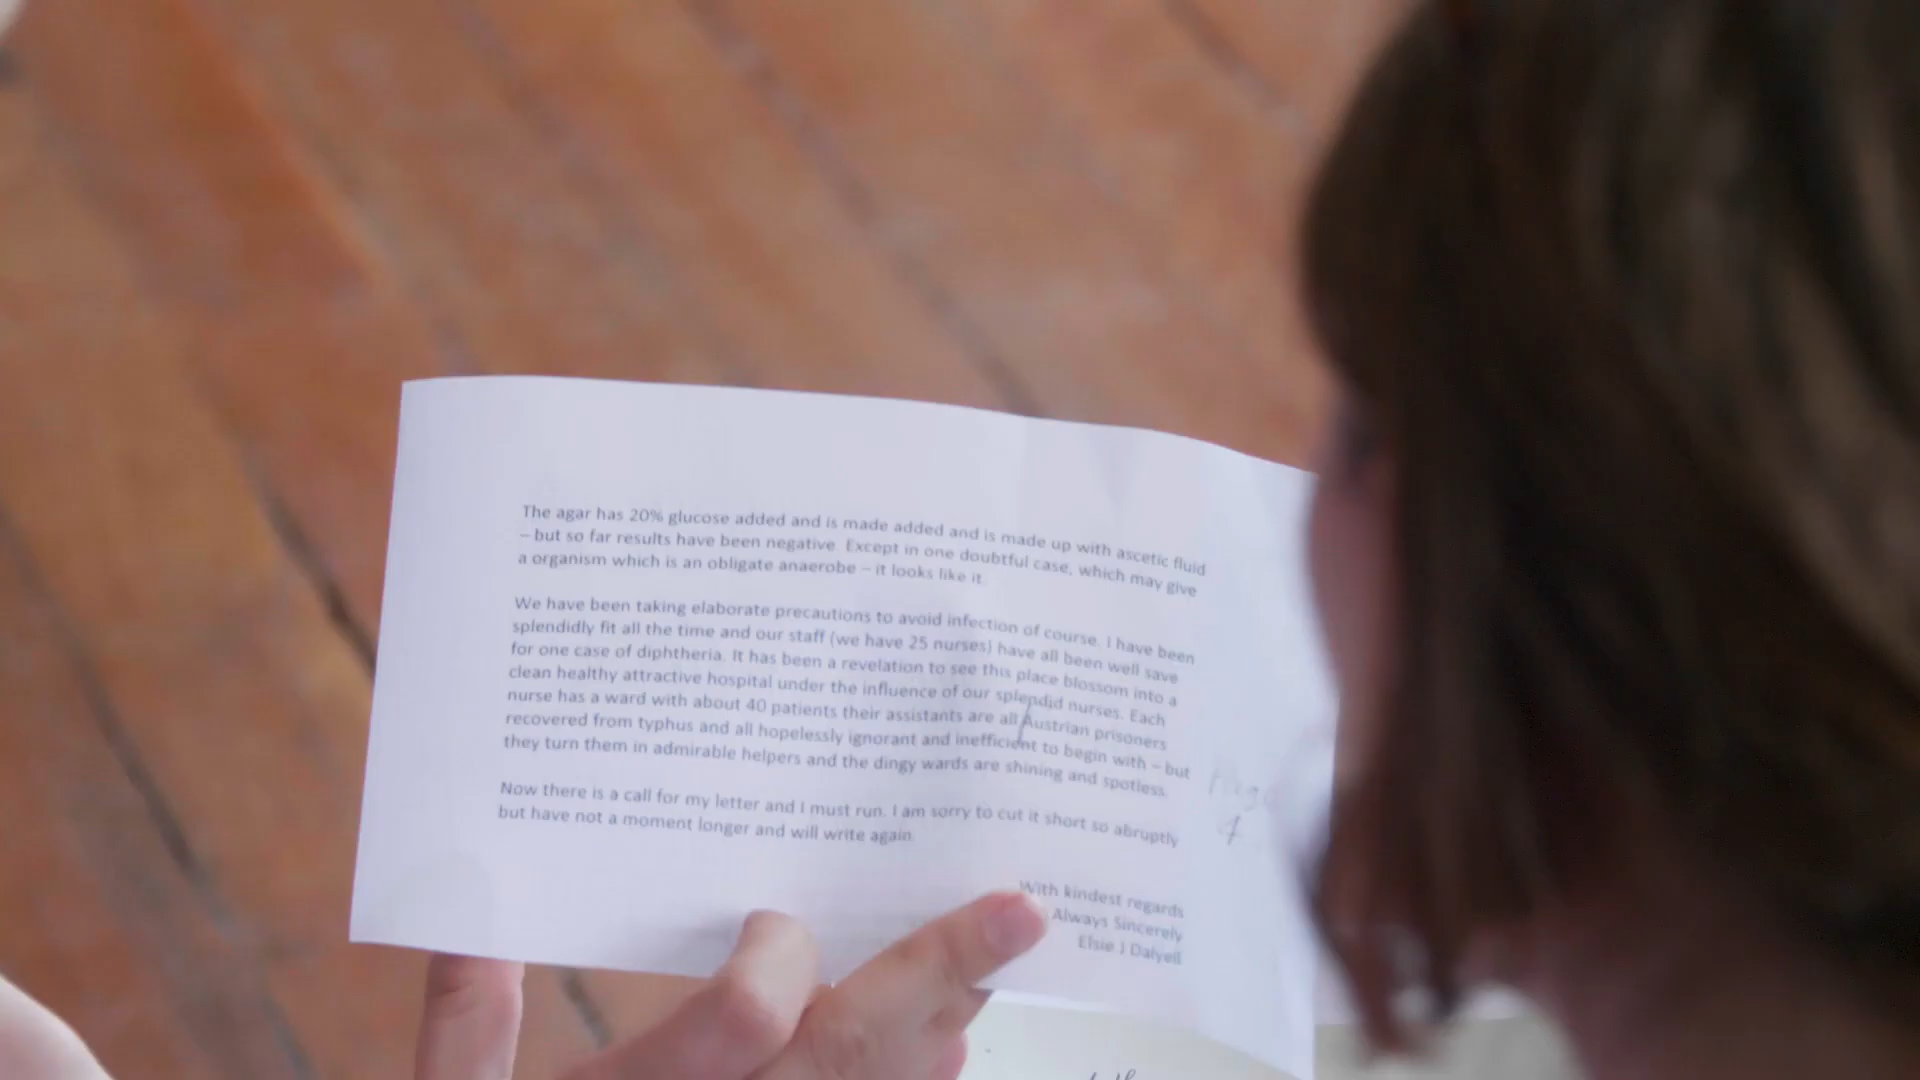 The agar has 20% glucose added and is made added and is made up with ascetic fluid
– but so far results have been negative. Except in one doubtful case, which may give
a organism which is an obligate anaerobe – it looks like it.
We have been taking elaborate precautions to avoid infection of course. I have been
splendidly fit all the time and our staff (we have 25 nurses) have all been well save
for one case of diphtheria. It has been a revelation to see this place blossom into a
clean healthy attractive hospital under the influence of our splendid nurses. Each
nurse has a ward with about 40 patients their assistants are all Austrian prisoners
recovered from typhus and all hopelessly ignorant and inefficient to begin with – but
they turn them in admirable helpers and the dingy wards are shining and spotless.
Now there is a call for my letter and I must run. I am sorry to cut it short so abruptly
but have not a moment longer and will write again.
Page
4
With kindest regards
Always Sincerely
Elsie J Dalyell